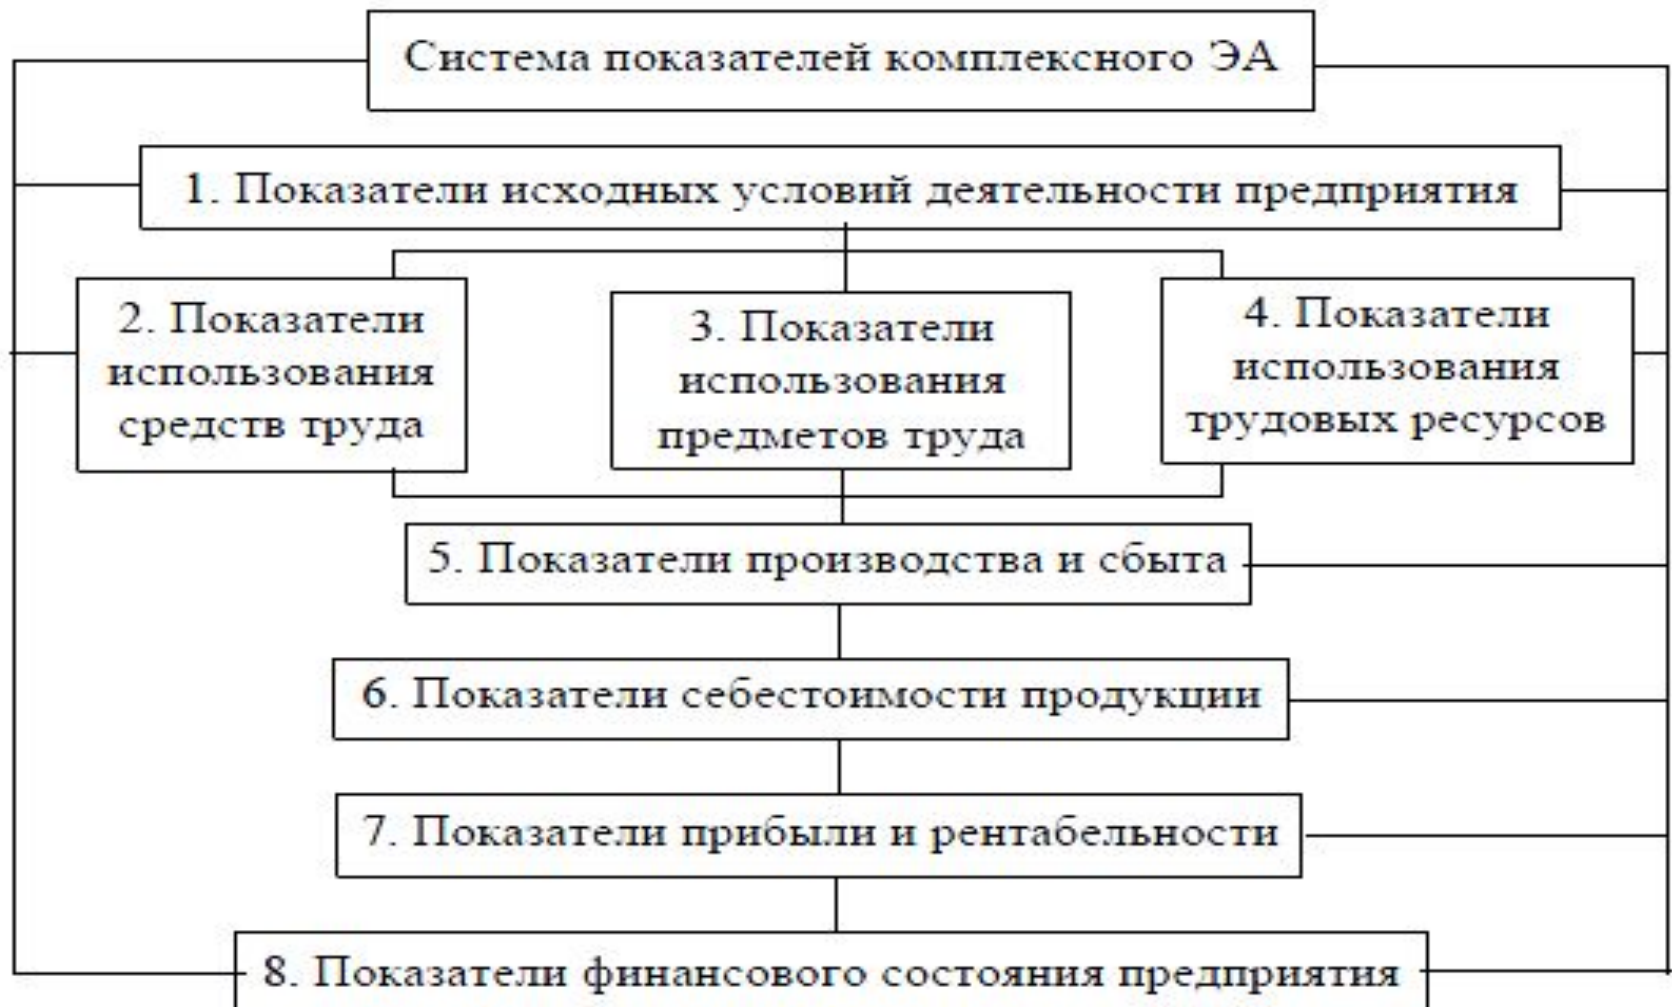 Система показателей комплексного ЭА
1. Показатели исходных условий деятельности предприятия
2. Показатели
использования
средств труда
3. Показатели
использования
предметов труда
4. Показатели
использования
трудовых ресурсов
5. Показатели производства и сбыта
6. Показатели себестоимости продукции
7. Показатели прибыли и рентабельности
8. Показатели финансового состояния предприятия